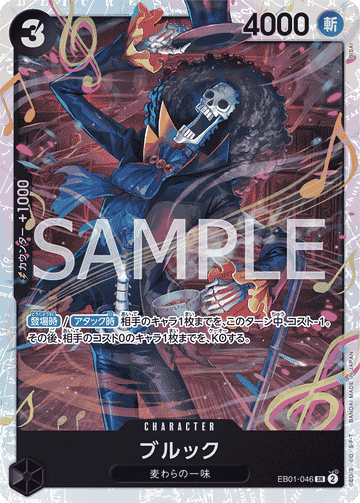 3
4000
斬
カウンター+1000
SAMPLE
登場時 / アタック時 相手のキャラ1枚までを、このターン中、コスト-1。
その後、相手のコスト0のキャラ1枚までを、KOする。
CHARACTER
ブルック
麦わらの一味
EB01-046 SR 2